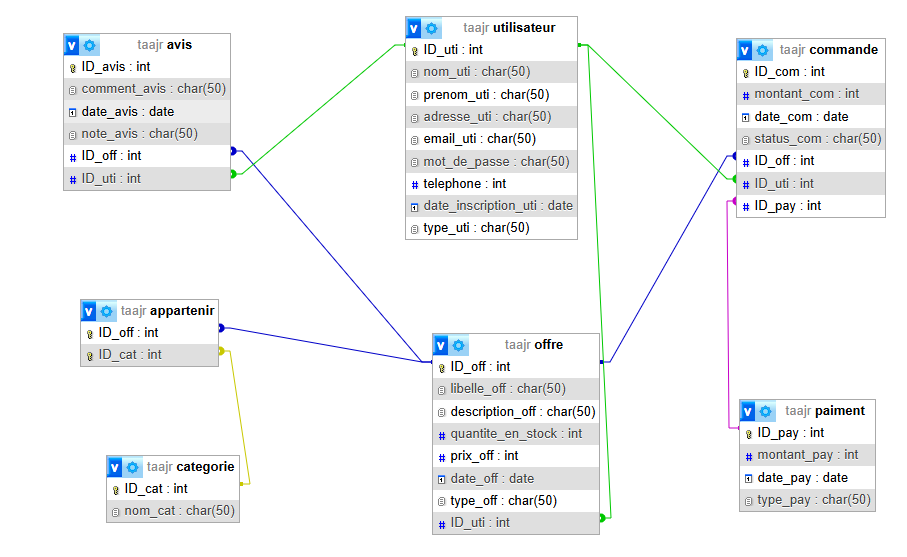 taajr avis
ID_avis : int
comment_avis : char(50)
date_avis : date
note_avis : char(50)
ID_off : int
ID_uti : int
taajr utilisateur
ID_uti : int
nom_uti : char(50)
prenom_uti : char(50)
adresse_uti : char(50)
email_uti : char(50)
mot_de_passe : char(50)
telephone : int
date_inscription_uti : date
type_uti : char(50)
taajr commande
ID_com : int
montant_com : int
date_com : date
status_com : char(50)
ID_off : int
ID_uti : int
ID_pay : int
taajr appartenir
ID_off : int
ID_cat : int
taajr offre
ID_off : int
libelle_off : char(50)
description_off : char(50)
quantite_en_stock : int
prix_off : int
date_off : date
type_off : char(50)
ID_uti : int
taajr paiment
ID_pay : int
montant_pay : int
date_pay : date
type_pay : char(50)
taajr categorie
ID_cat : int
nom_cat : char(50)